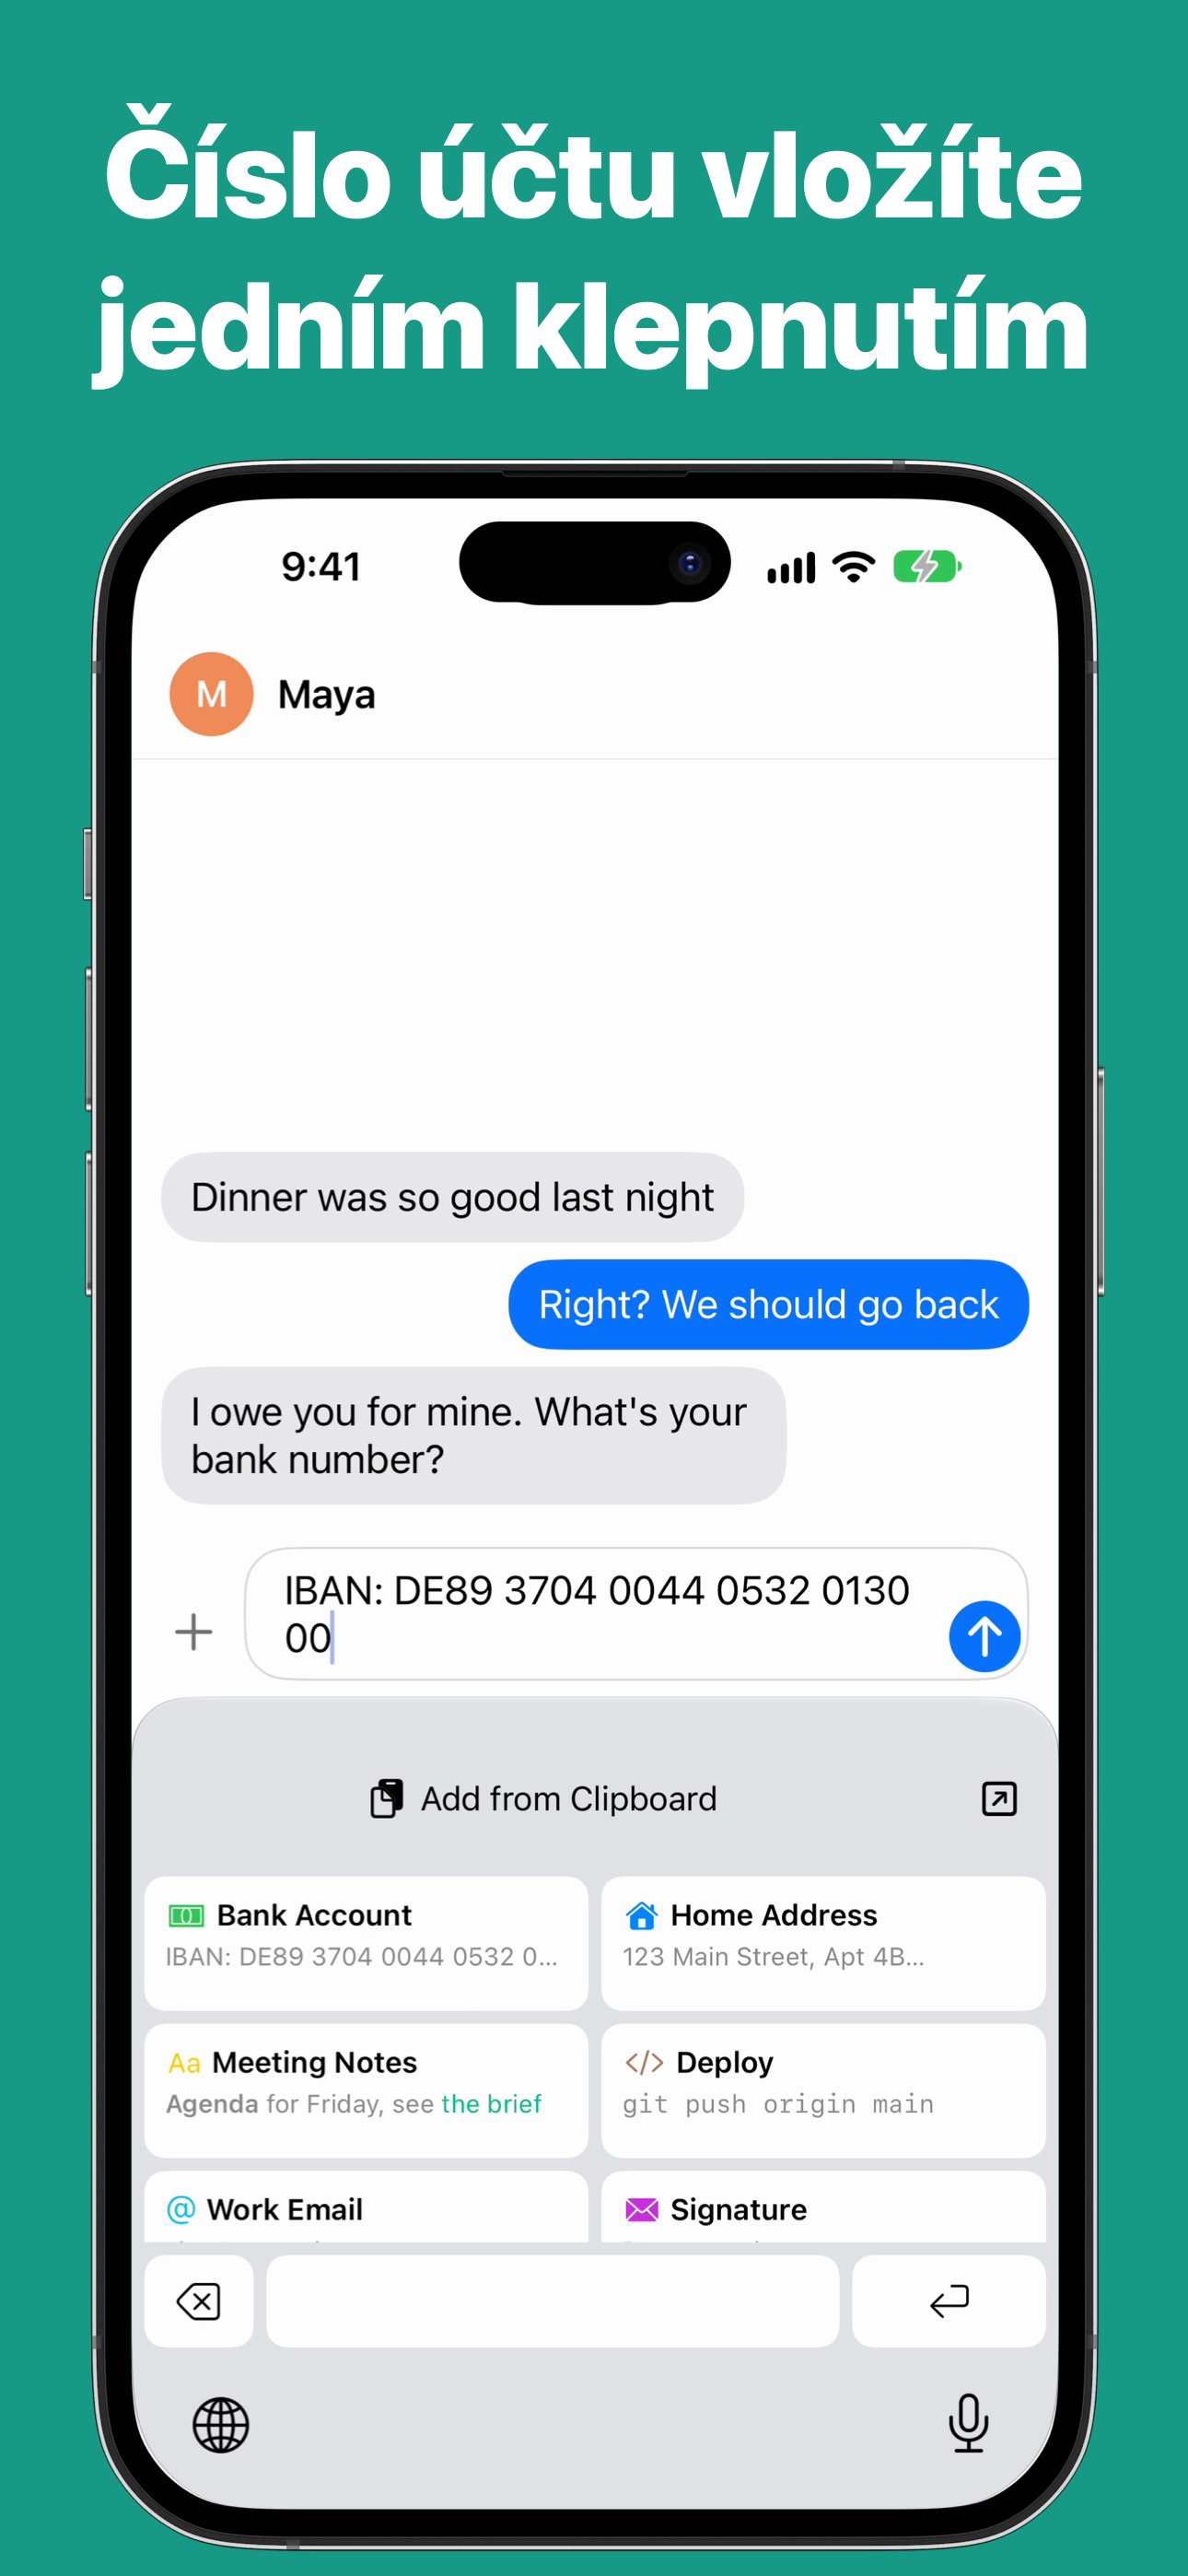 Číslo účtu vložíte
jedním klepnutím
9:41
M
Maya
Dinner was so good last night
Right? We should go back
I owe you for mine. What's your
bank number?
IBAN: DE89 3704 0044 0532 0130
00
Add from Clipboard
Bank Account
IBAN: DE89 3704 0044 0532 0...
Home Address
123 Main Street, Apt 4B...
Aa Meeting Notes
Agenda for Friday, see the brief
</> Deploy
git push origin main
@ Work Email
Signature